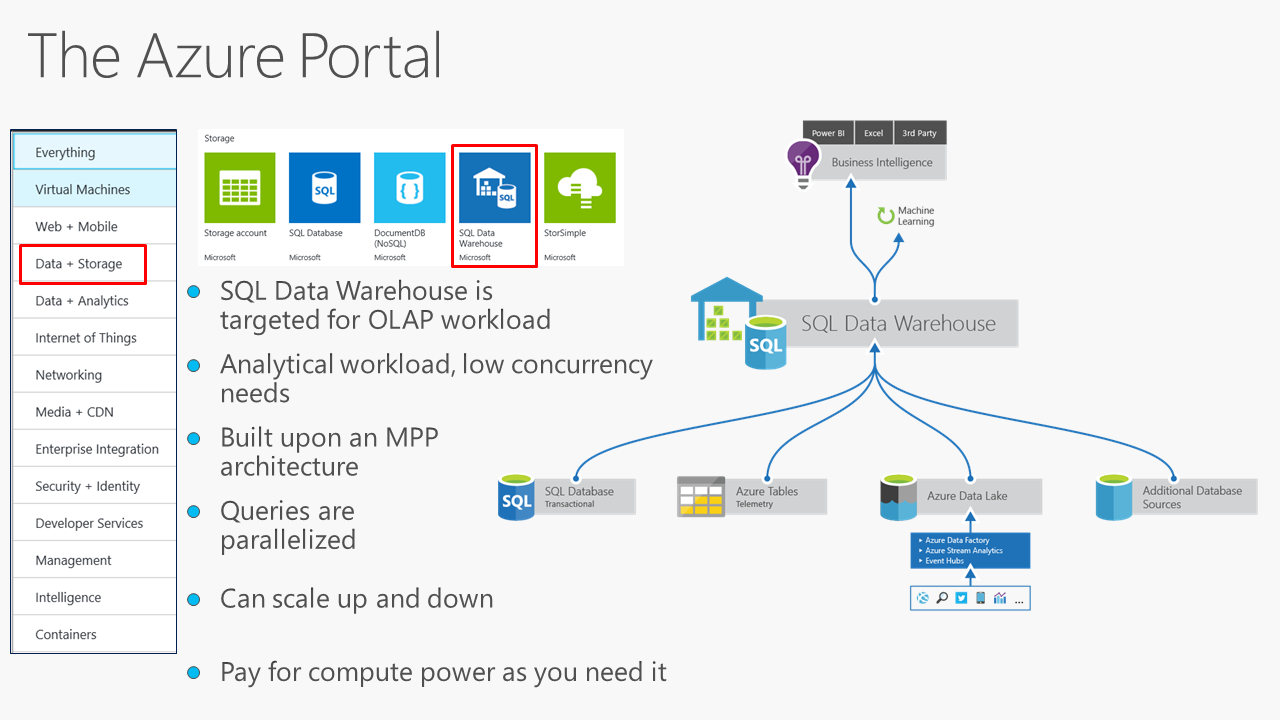 The Azure Portal
Everything
Virtual Machines
Web + Mobile
Data + Storage
Data + Analytics
Internet of Things
Networking
Media + CDN
Enterprise Integration
Security + Identity
Developer Services
Management
Intelligence
Containers
Storage
SQL
{ }
SQL
Storage account
SQL Database
DocumentDB
(NoSQL)
SQL Data
Warehouse
StorSimple
Microsoft
Microsoft
Microsoft
Microsoft
Microsoft
SQL Data Warehouse is
targeted for OLAP workload
Analytical workload, low concurrency
needs
Built upon an MPP
architecture
Queries are
parallelized
Can scale up and down
Pay for compute power as you need it
Power BI
Excel
3rd Party
Business Intelligence
Machine
Learning
SQL Data Warehouse
SQL
SQL
SQL Database
Transactional
Azure Tables
Telemetry
Azure Data Lake
Additional Database
Sources
Azure Data Factory
Azure Stream Analytics
Event Hubs
...